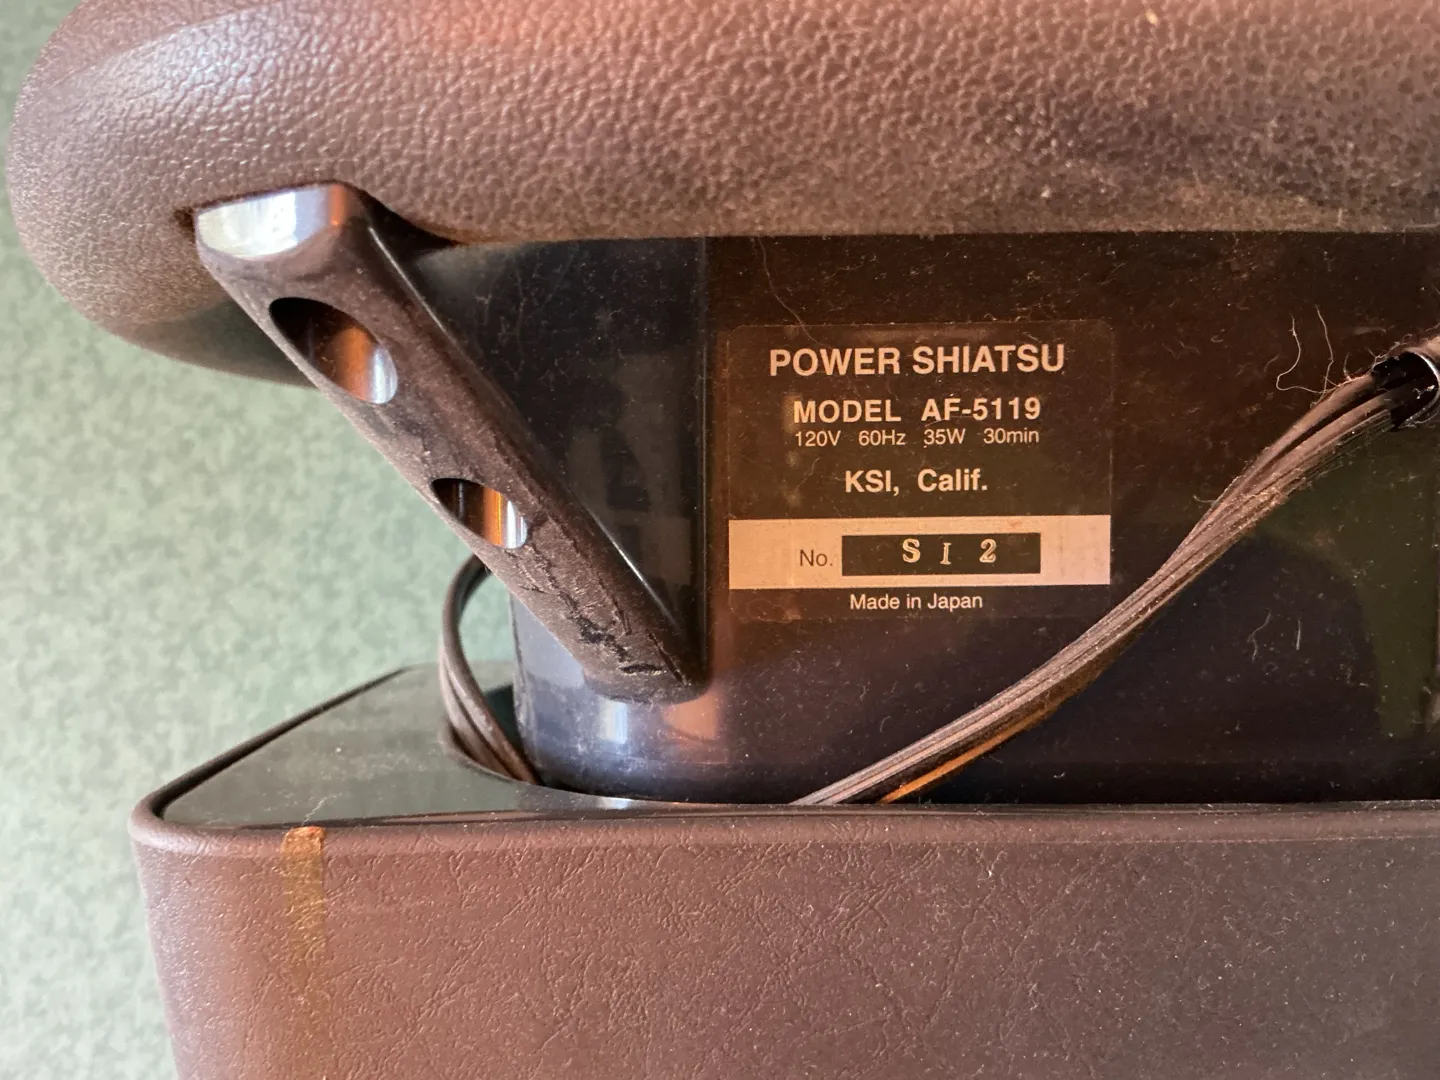 POWER SHIATSU
MODEL AF-5119
120V 60Hz 35W 30min
KSI, Calif.
No. S I 2
Made in Japan